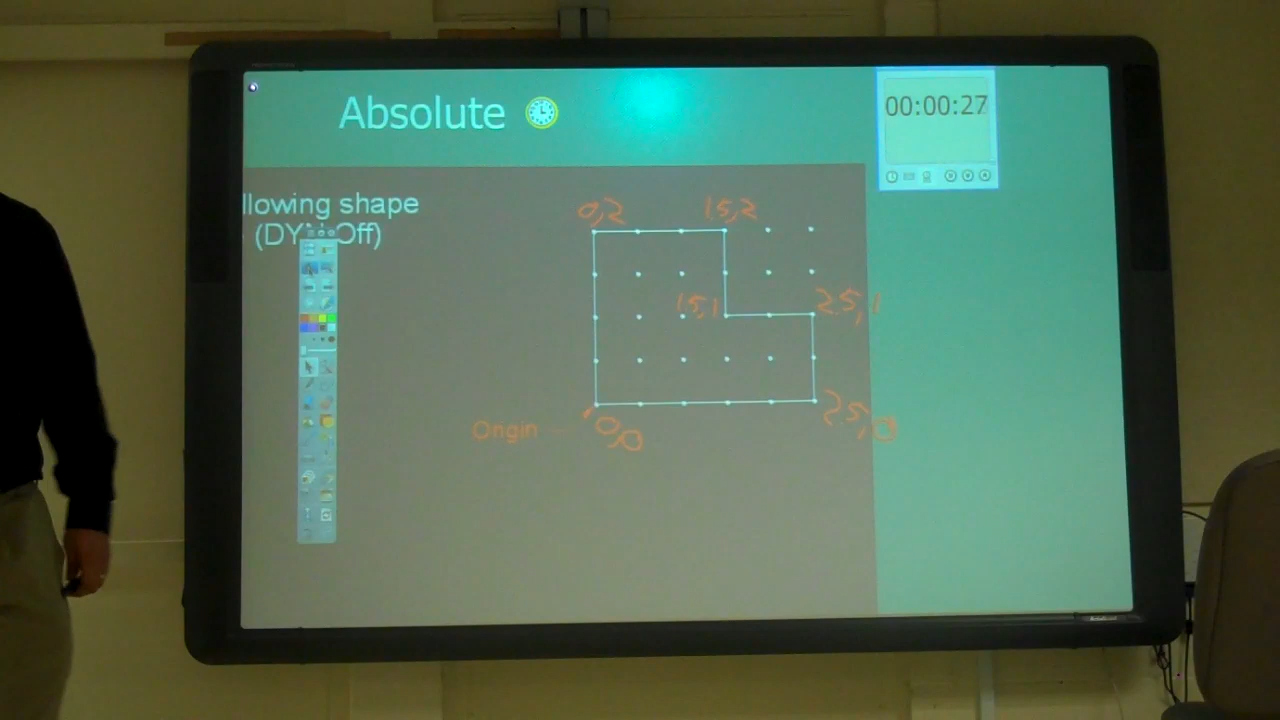 Absolute
00:00:27
llowing shape
(DY Off)
0,2
15,2
15,1
25,1
Origin
0,0
25,0